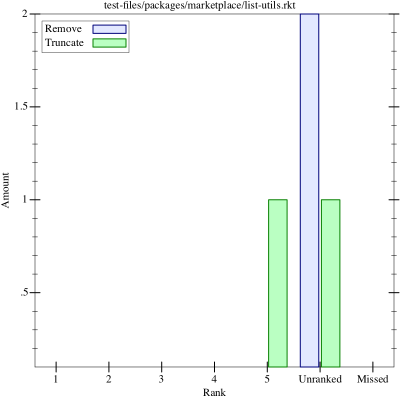 test-files/packages/marketplace/list-utils.rkt
Remove
Truncate
2
1.5
1
.5
Amount
1 2 3 4 5 Unranked Missed
Rank